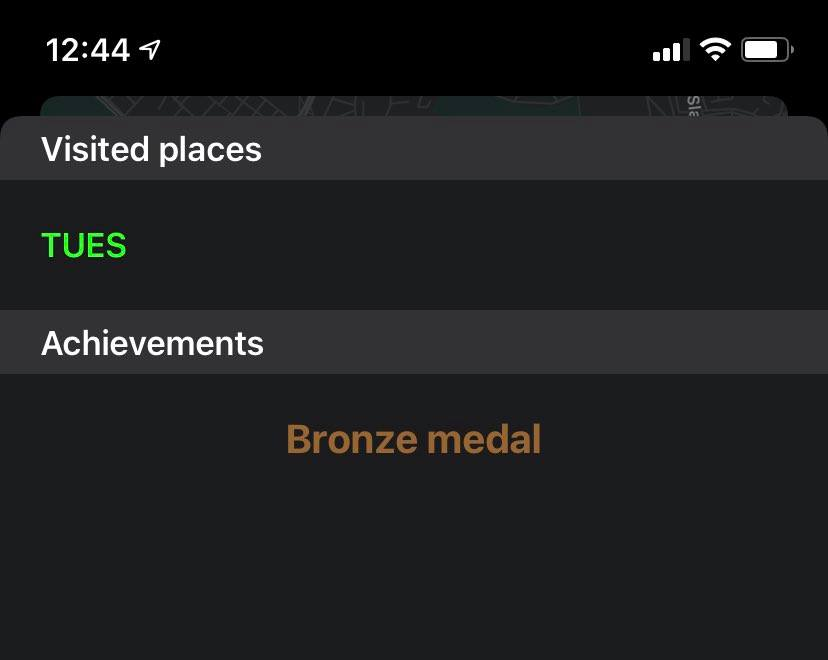 12:44
Visited places
TUES
Achievements
Bronze medal